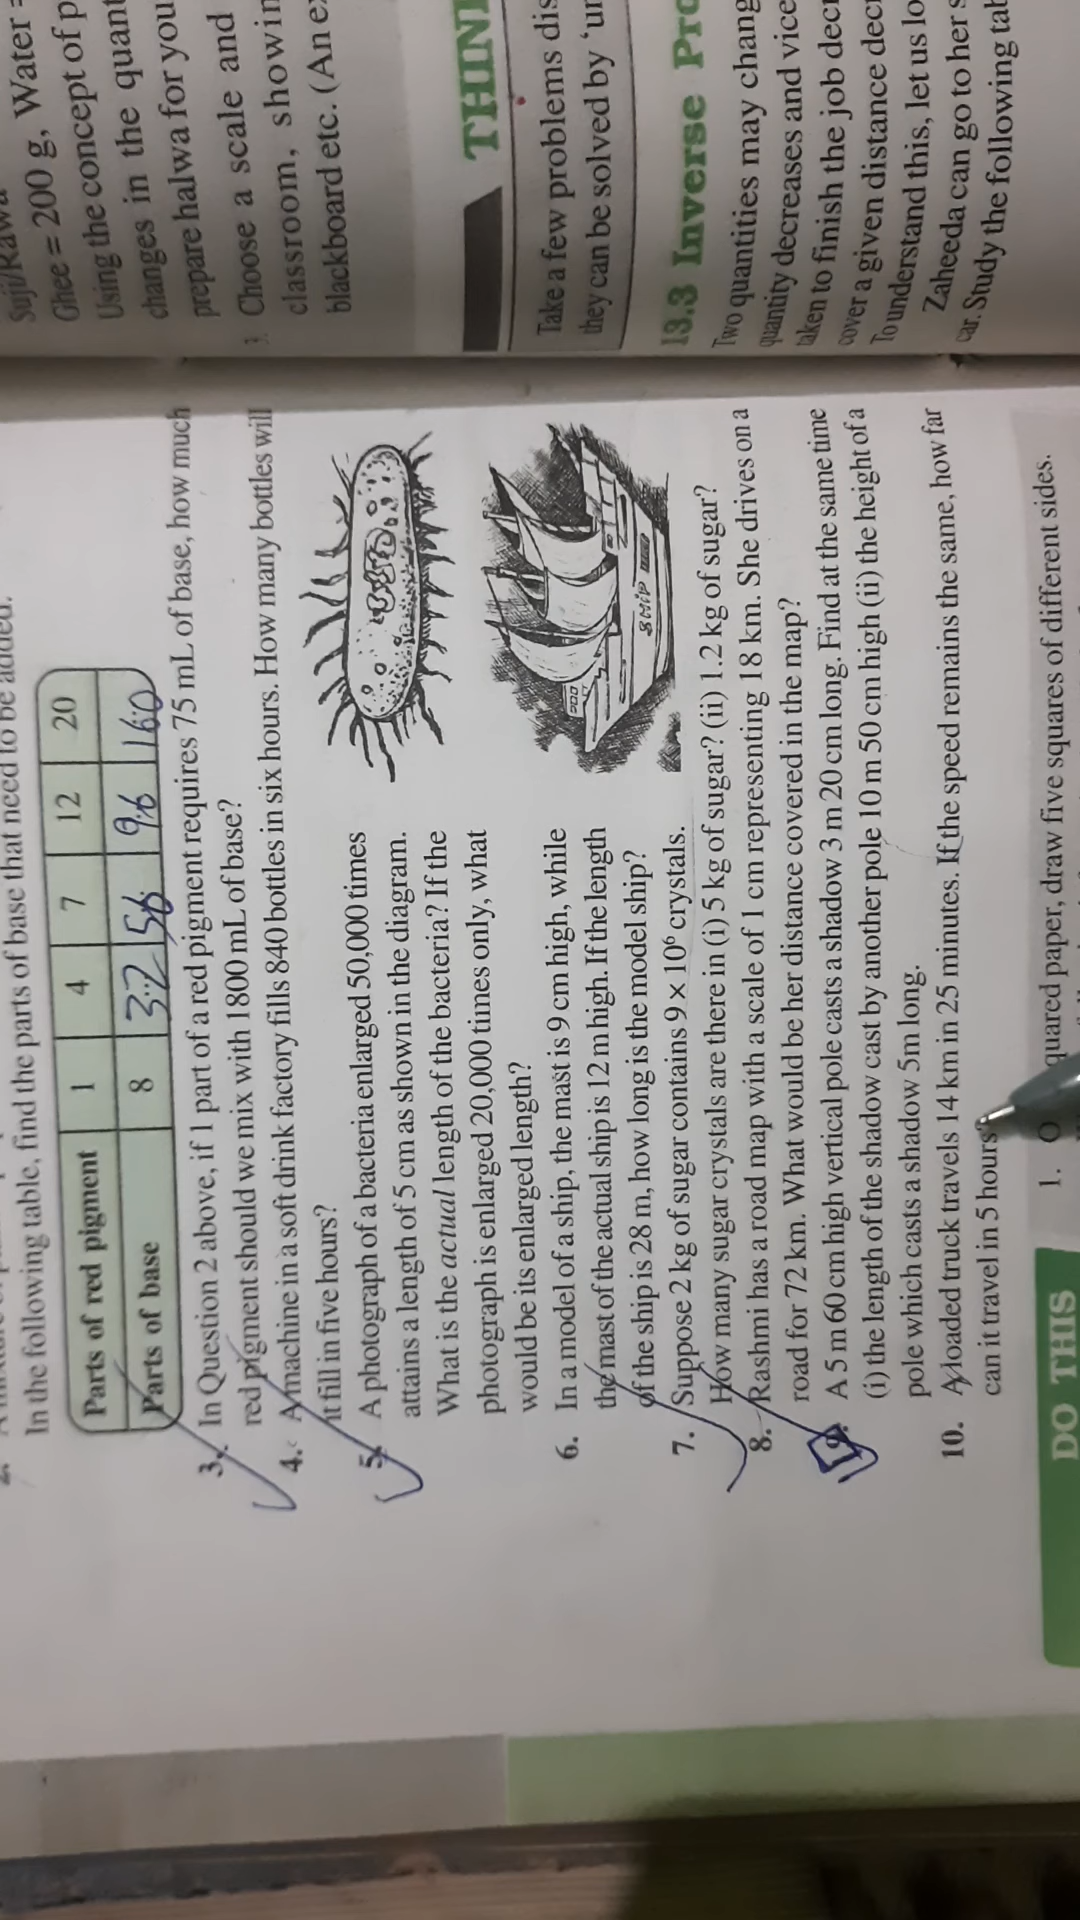 In the following table, find the parts of base that need to be added.
Parts of red pigment 1 4 7 12 20
Parts of base 8 32 56 96 160
3. In Question 2 above, if 1 part of a red pigment requires 75 mL of base, how much
red pigment should we mix with 1800 mL of base?
4. A machine in a soft drink factory fills 840 bottles in six hours. How many bottles will
it fill in five hours?
5. A photograph of a bacteria enlarged 50,000 times
attains a length of 5 cm as shown in the diagram.
What is the actual length of the bacteria? If the
photograph is enlarged 20,000 times only, what
would be its enlarged length?
6. In a model of a ship, the mast is 9 cm high, while
the mast of the actual ship is 12 m high. If the length
of the ship is 28 m, how long is the model ship?
SHIP
7. Suppose 2 kg of sugar contains 9 × 10⁶ crystals.
How many sugar crystals are there in (i) 5 kg of sugar? (ii) 1.2 kg of sugar?
8. Rashmi has a road map with a scale of 1 cm representing 18 km. She drives on a
road for 72 km. What would be her distance covered in the map?
9. A 5 m 60 cm high vertical pole casts a shadow 3 m 20 cm long. Find at the same time
(i) the length of the shadow cast by another pole 10 m 50 cm high (ii) the height of a
pole which casts a shadow 5m long.
10. A loaded truck travels 14 km in 25 minutes. If the speed remains the same, how far
can it travel in 5 hours
DO THIS
1. quared paper, draw five squares of different sides.
Suji/Rawa
Ghee = 200 g, Water =
Using the concept of p
changes in the quant
prepare halwa for you
Choose a scale and
classroom, showin
blackboard etc. (An ex
THIN
Take a few problems dis
they can be solved by 'un
13.3 Inverse Pro
Two quantities may chang
quantity decreases and vice
taken to finish the job decr
cover a given distance decr
To understand this, let us lo
Zaheeda can go to her s
car. Study the following tab